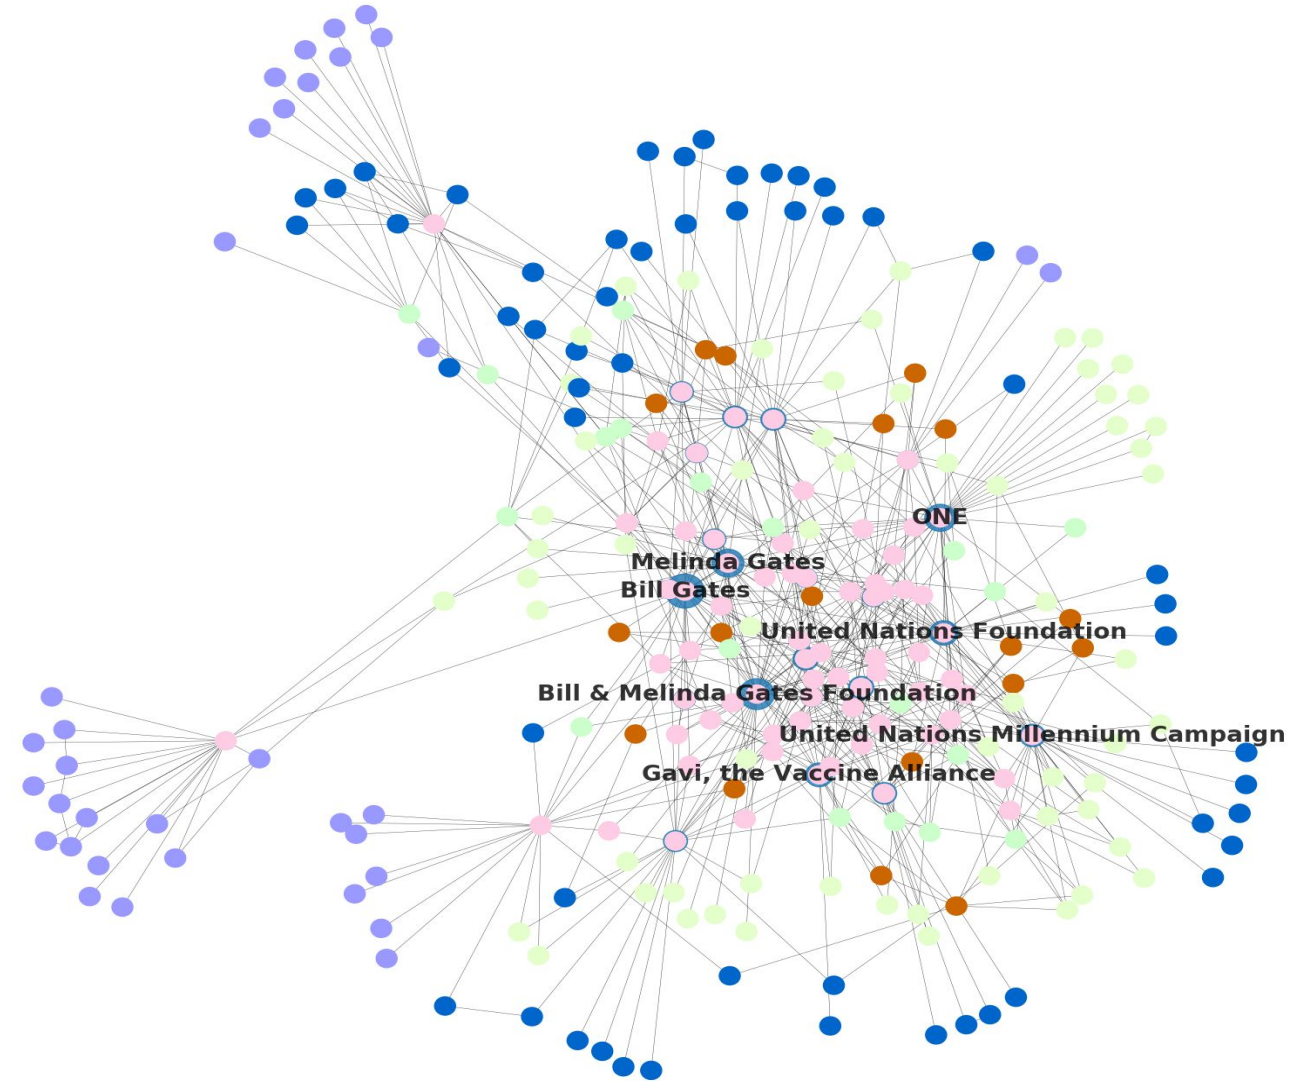 ONE
Melinda Gates
Bill Gates
United Nations Foundation
Bill & Melinda Gates Foundation
United Nations Millennium Campaign
Gavi, the Vaccine Alliance